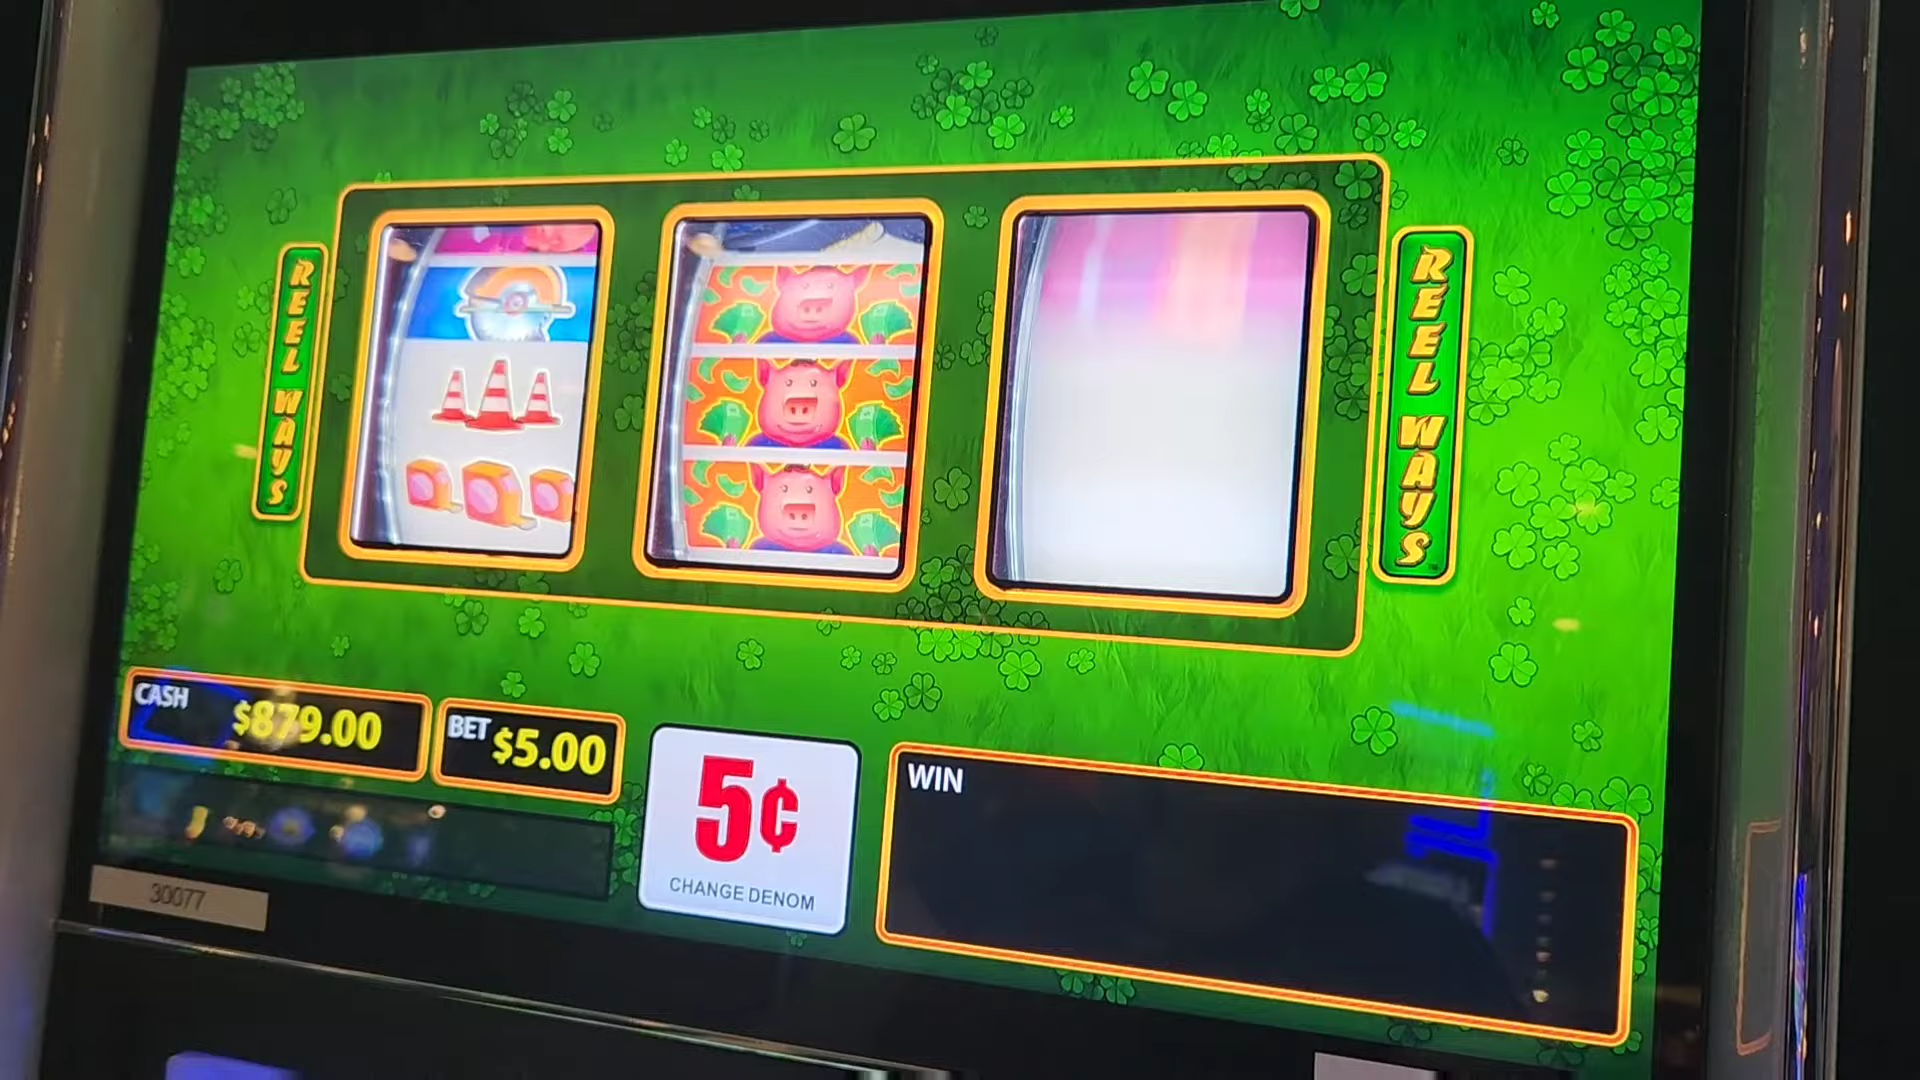 REEL WAYS
REEL WAYS
CASH $879.00
BET $5.00
5¢
CHANGE DENOM
WIN
30077